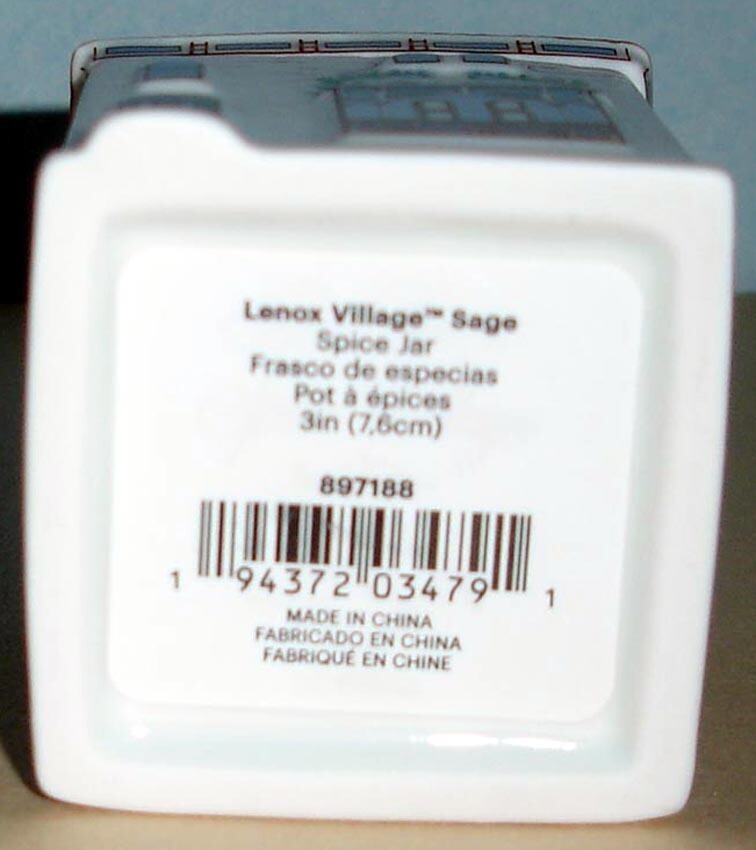 Lenox Village™ Sage
Spice Jar
Frasco de especias
Pot à épices
3in (7,6cm)
897188
1 94372 03479 1
MADE IN CHINA
FABRICADO EN CHINA
FABRIQUÉ EN CHINE